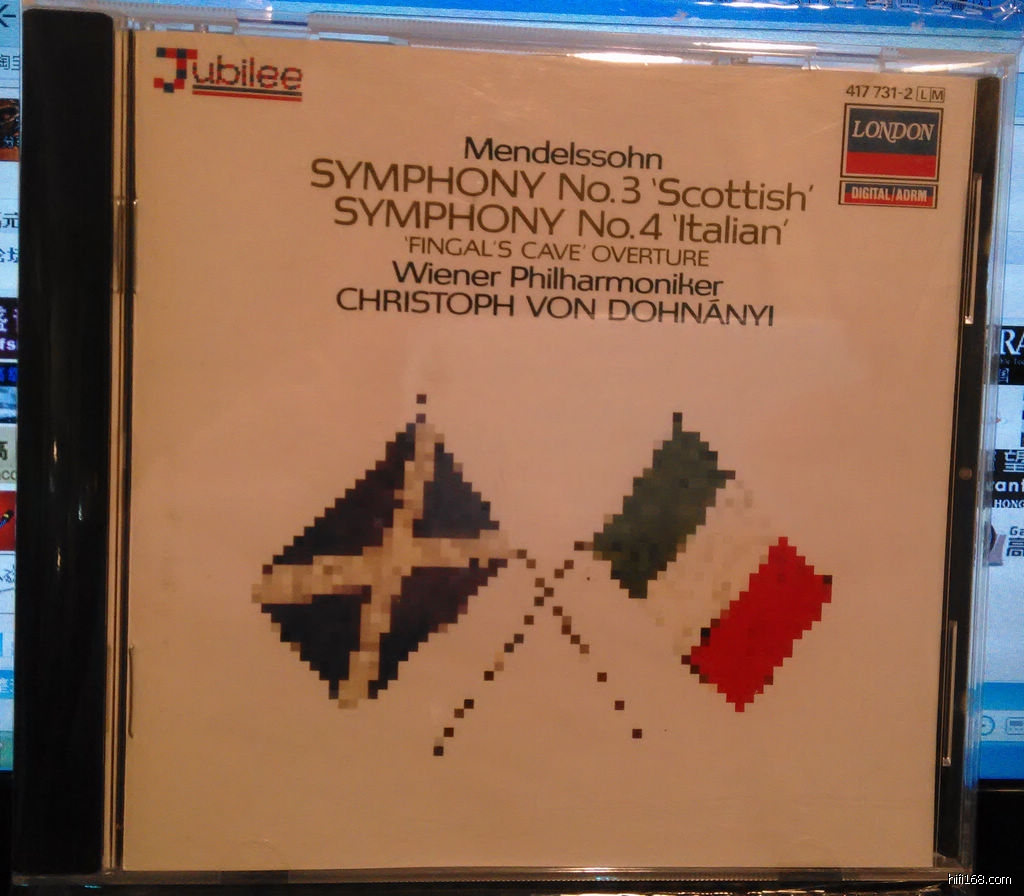 Jubilee
417 731-2 LM
LONDON
DIGITAL/ADRM
Mendelssohn
SYMPHONY No.3 'Scottish'
SYMPHONY No.4 'Italian'
'FINGAL'S CAVE' OVERTURE
Wiener Philharmoniker
CHRISTOPH VON DOHNÁNYI
hifi168.com